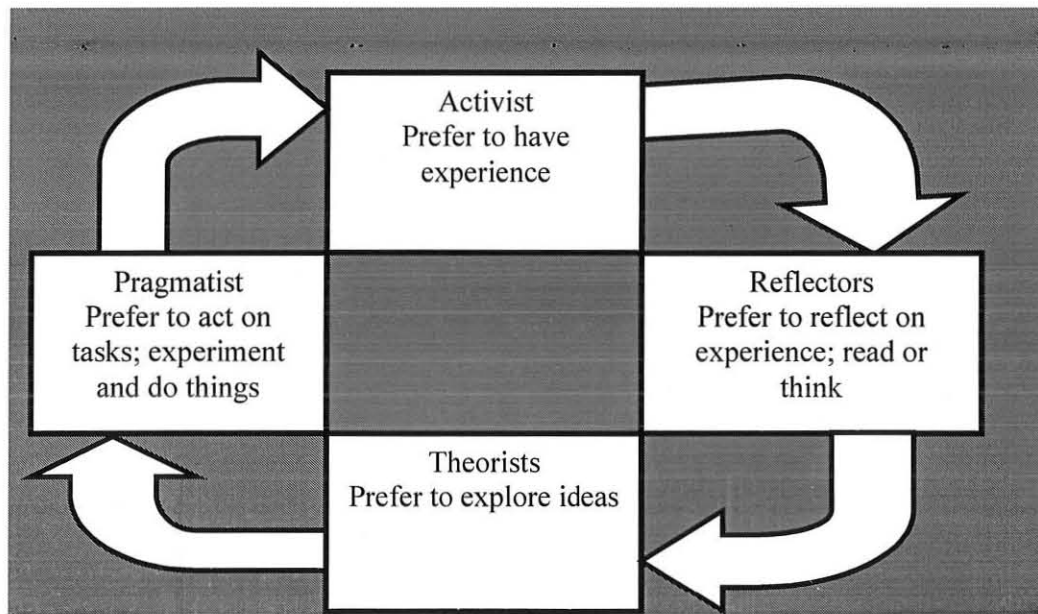 Activist
Prefer to have
experience
Pragmatist
Prefer to act on
tasks; experiment
and do things
Reflectors
Prefer to reflect on
experience; read or
think
Theorists
Prefer to explore ideas